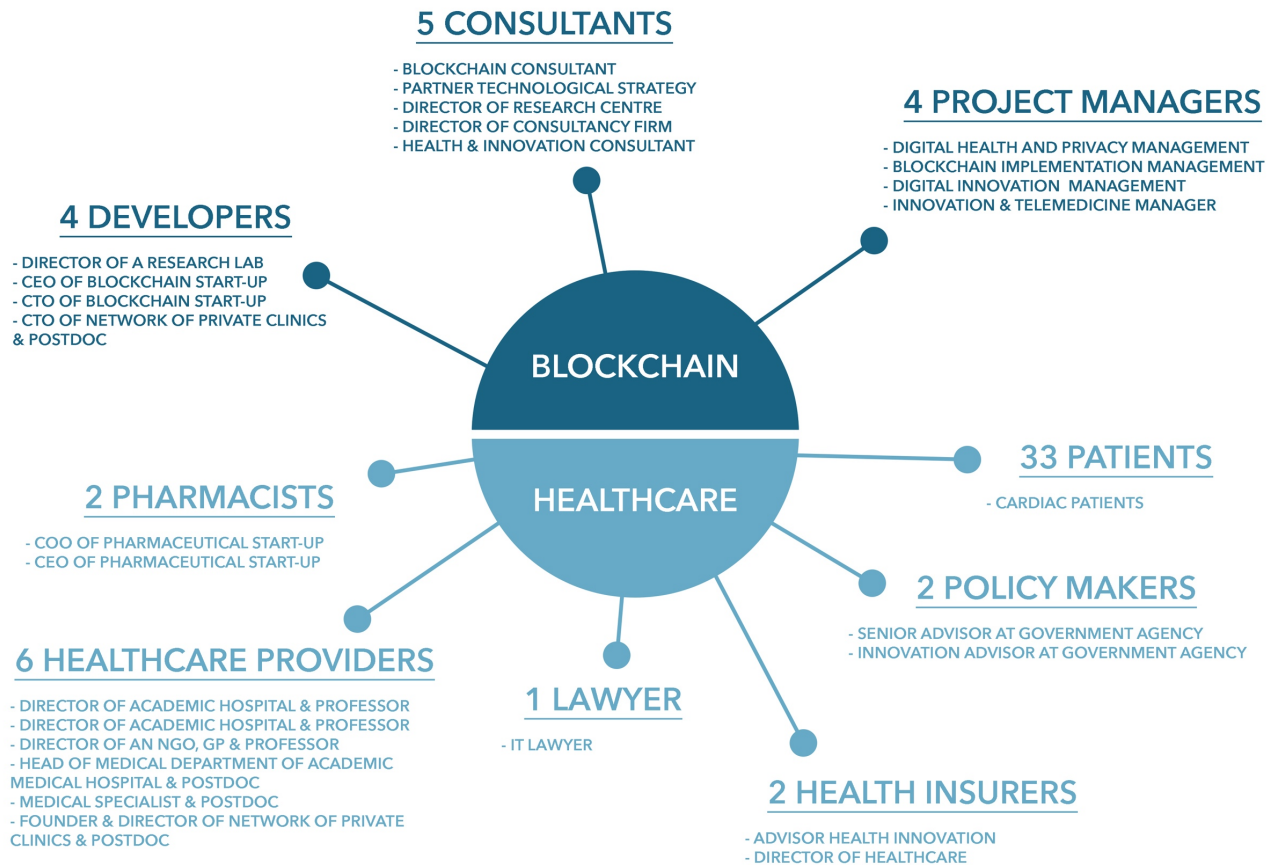 5 CONSULTANTS
- BLOCKCHAIN CONSULTANT
- PARTNER TECHNOLOGICAL STRATEGY
- DIRECTOR OF RESEARCH CENTRE
- DIRECTOR OF CONSULTANCY FIRM
- HEALTH & INNOVATION CONSULTANT
4 PROJECT MANAGERS
- DIGITAL HEALTH AND PRIVACY MANAGEMENT
- BLOCKCHAIN IMPLEMENTATION MANAGEMENT
- DIGITAL INNOVATION MANAGEMENT
- INNOVATION & TELEMEDICINE MANAGER
4 DEVELOPERS
- DIRECTOR OF A RESEARCH LAB
- CEO OF BLOCKCHAIN START-UP
- CTO OF BLOCKCHAIN START-UP
- CTO OF NETWORK OF PRIVATE CLINICS
& POSTDOC
BLOCKCHAIN
HEALTHCARE
33 PATIENTS
- CARDIAC PATIENTS
2 PHARMACISTS
- COO OF PHARMACEUTICAL START-UP
- CEO OF PHARMACEUTICAL START-UP
2 POLICY MAKERS
- SENIOR ADVISOR AT GOVERNMENT AGENCY
- INNOVATION ADVISOR AT GOVERNMENT AGENCY
6 HEALTHCARE PROVIDERS
- DIRECTOR OF ACADEMIC HOSPITAL & PROFESSOR
- DIRECTOR OF ACADEMIC HOSPITAL & PROFESSOR
- DIRECTOR OF AN NGO, GP & PROFESSOR
- HEAD OF MEDICAL DEPARTMENT OF ACADEMIC
MEDICAL HOSPITAL & POSTDOC
- MEDICAL SPECIALIST & POSTDOC
- FOUNDER & DIRECTOR OF NETWORK OF PRIVATE
CLINICS & POSTDOC
1 LAWYER
- IT LAWYER
2 HEALTH INSURERS
- ADVISOR HEALTH INNOVATION
- DIRECTOR OF HEALTHCARE